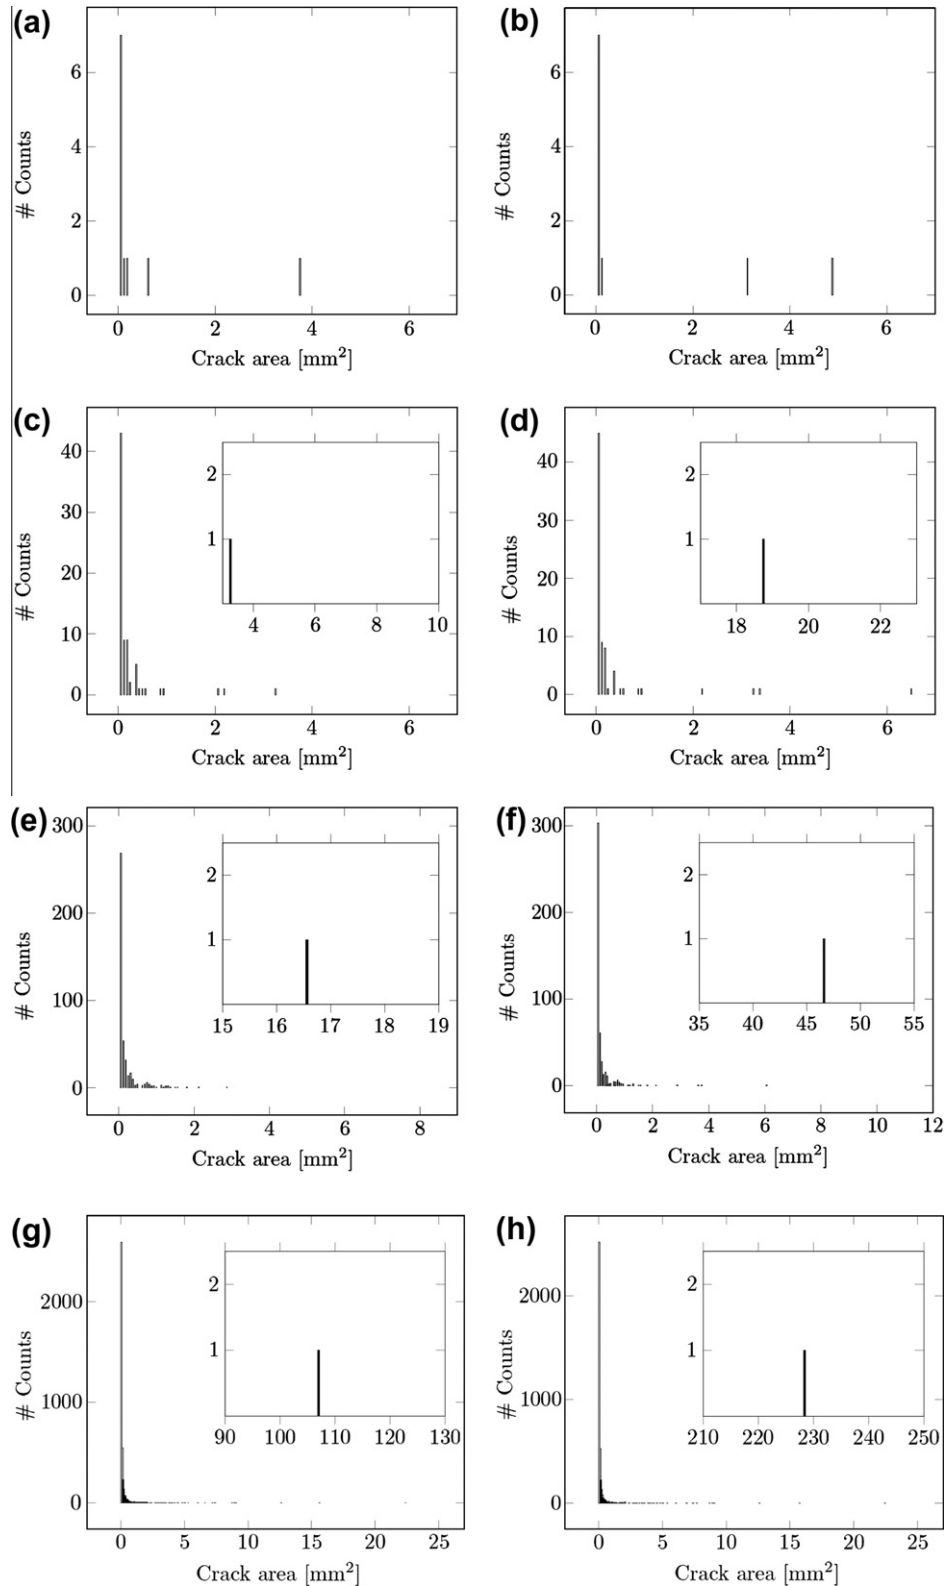 (a)
(b)
6
4
2
0
# Counts
0 2 4 6
Crack area [mm²]
6
4
2
0
# Counts
0 2 4 6
Crack area [mm²]
(c)
(d)
40
30
20
10
0
# Counts
2
1
4 6 8 10
0 2 4 6
Crack area [mm²]
40
30
20
10
0
# Counts
2
1
18 20 22
0 2 4 6
Crack area [mm²]
(e)
(f)
300
200
100
0
# Counts
2
1
15 16 17 18 19
0 2 4 6 8
Crack area [mm²]
300
200
100
0
# Counts
2
1
35 40 45 50 55
0 2 4 6 8 10 12
Crack area [mm²]
(g)
(h)
2000
1000
0
# Counts
2
1
90 100 110 120 130
0 5 10 15 20 25
Crack area [mm²]
2000
1000
0
# Counts
2
1
210 220 230 240 250
0 5 10 15 20 25
Crack area [mm²]